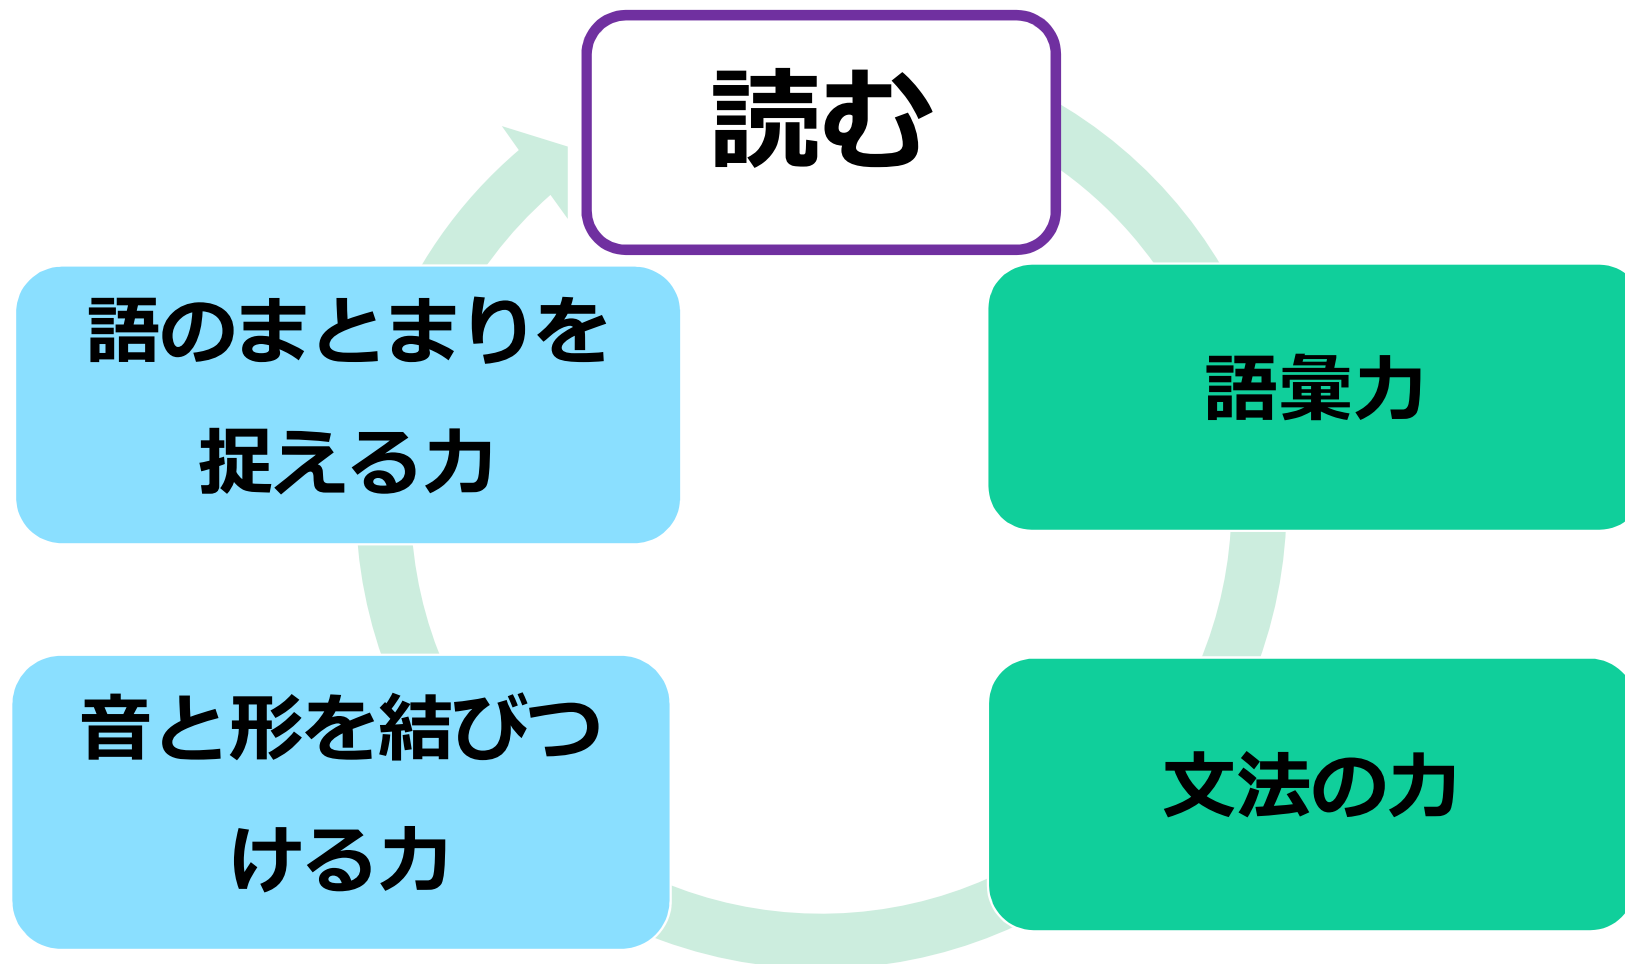 読む
語彙力
文法の力
音と形を結びつ
ける力
語のまとまりを
捉える力